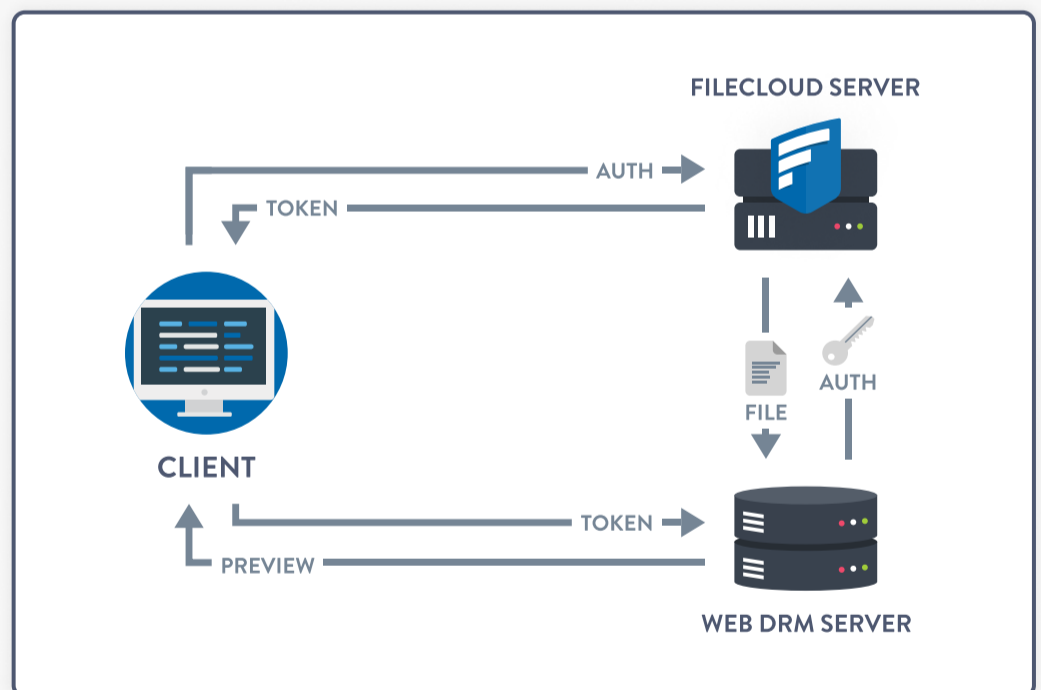 FILECLOUD SERVER
AUTH
TOKEN
FILE
AUTH
CLIENT
TOKEN
PREVIEW
WEB DRM SERVER